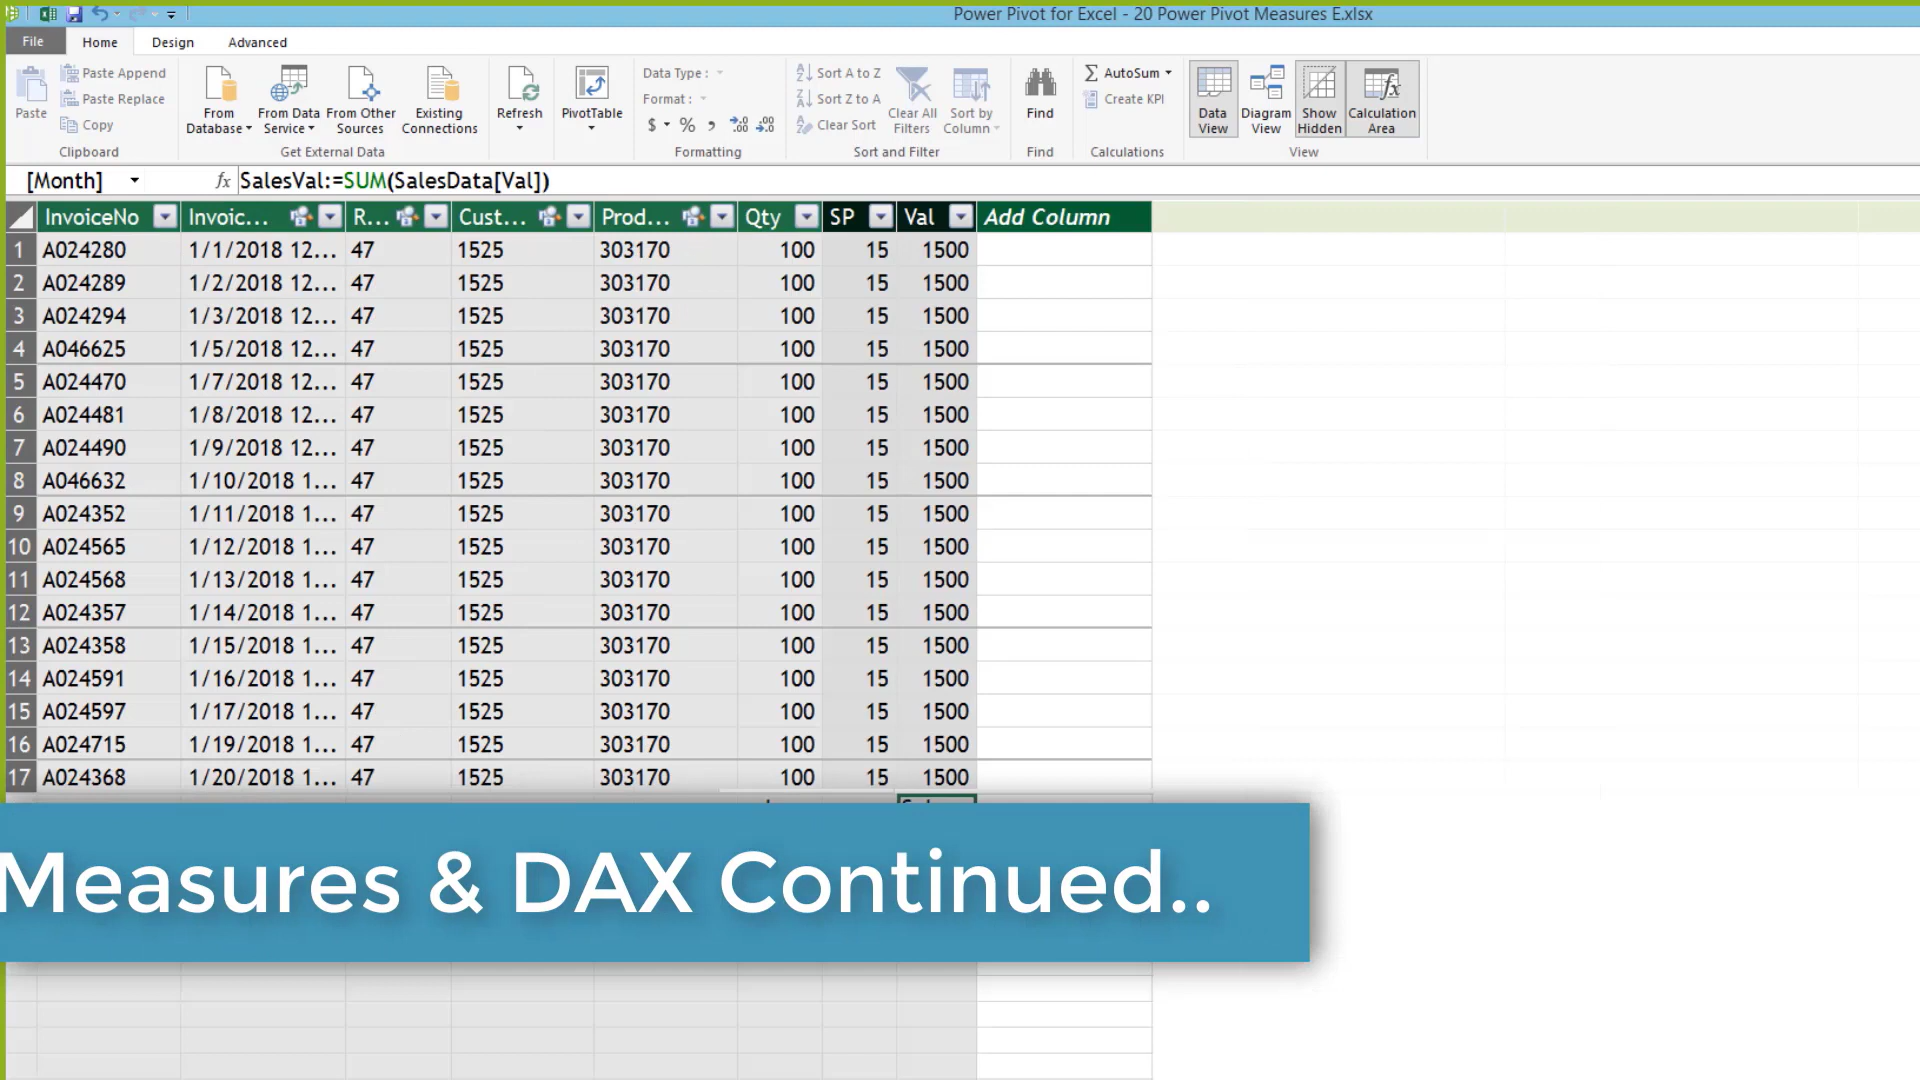 Power Pivot for Excel - 20 Power Pivot Measures E.xlsx
File Home Design Advanced
Paste
Paste Append
Paste Replace
Copy
Clipboard
From Database
From Data Service
From Other Sources
Existing Connections
Get External Data
Refresh
PivotTable
Data Type :
Format :
$ % , .00 .00
Formatting
Sort A to Z
Sort Z to A
Clear Sort
Clear All Filters
Sort by Column
Sort and Filter
Find
Find
AutoSum
Create KPI
Calculations
Data View
Diagram View
Show Hidden
Calculation Area
View
[Month] fx SalesVal:=SUM(SalesData[Val])
InvoiceNo Invoic... R... Cust... Prod... Qty SP Val Add Column
1 A024280 1/1/2018 12... 47 1525 303170 100 15 1500
2 A024289 1/2/2018 12... 47 1525 303170 100 15 1500
3 A024294 1/3/2018 12... 47 1525 303170 100 15 1500
4 A046625 1/5/2018 12... 47 1525 303170 100 15 1500
5 A024470 1/7/2018 12... 47 1525 303170 100 15 1500
6 A024481 1/8/2018 12... 47 1525 303170 100 15 1500
7 A024490 1/9/2018 12... 47 1525 303170 100 15 1500
8 A046632 1/10/2018 1... 47 1525 303170 100 15 1500
9 A024352 1/11/2018 1... 47 1525 303170 100 15 1500
10 A024565 1/12/2018 1... 47 1525 303170 100 15 1500
11 A024568 1/13/2018 1... 47 1525 303170 100 15 1500
12 A024357 1/14/2018 1... 47 1525 303170 100 15 1500
13 A024358 1/15/2018 1... 47 1525 303170 100 15 1500
14 A024591 1/16/2018 1... 47 1525 303170 100 15 1500
15 A024597 1/17/2018 1... 47 1525 303170 100 15 1500
16 A024715 1/19/2018 1... 47 1525 303170 100 15 1500
17 A024368 1/20/2018 1... 47 1525 303170 100 15 1500
Measures & DAX Continued..